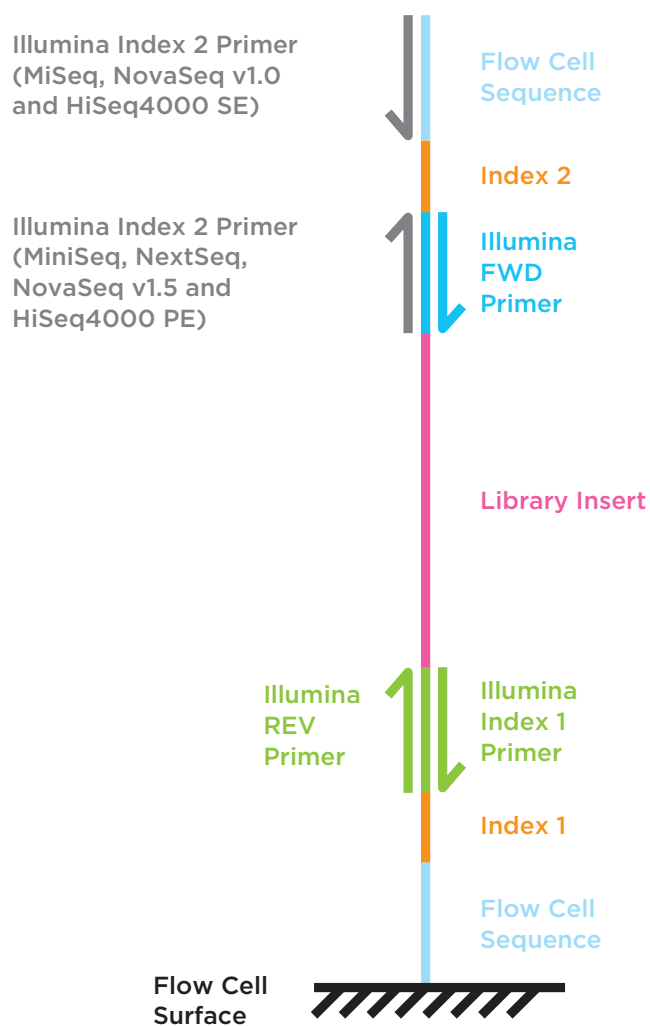 Illumina Index 2 Primer
(MiSeq, NovaSeq v1.0
and HiSeq4000 SE)
Flow Cell
Sequence
Index 2
Illumina Index 2 Primer
(MiniSeq, NextSeq,
NovaSeq v1.5 and
HiSeq4000 PE)
Illumina
FWD
Primer
Library Insert
Illumina
REV
Primer
Illumina
Index 1
Primer
Index 1
Flow Cell
Sequence
Flow Cell
Surface